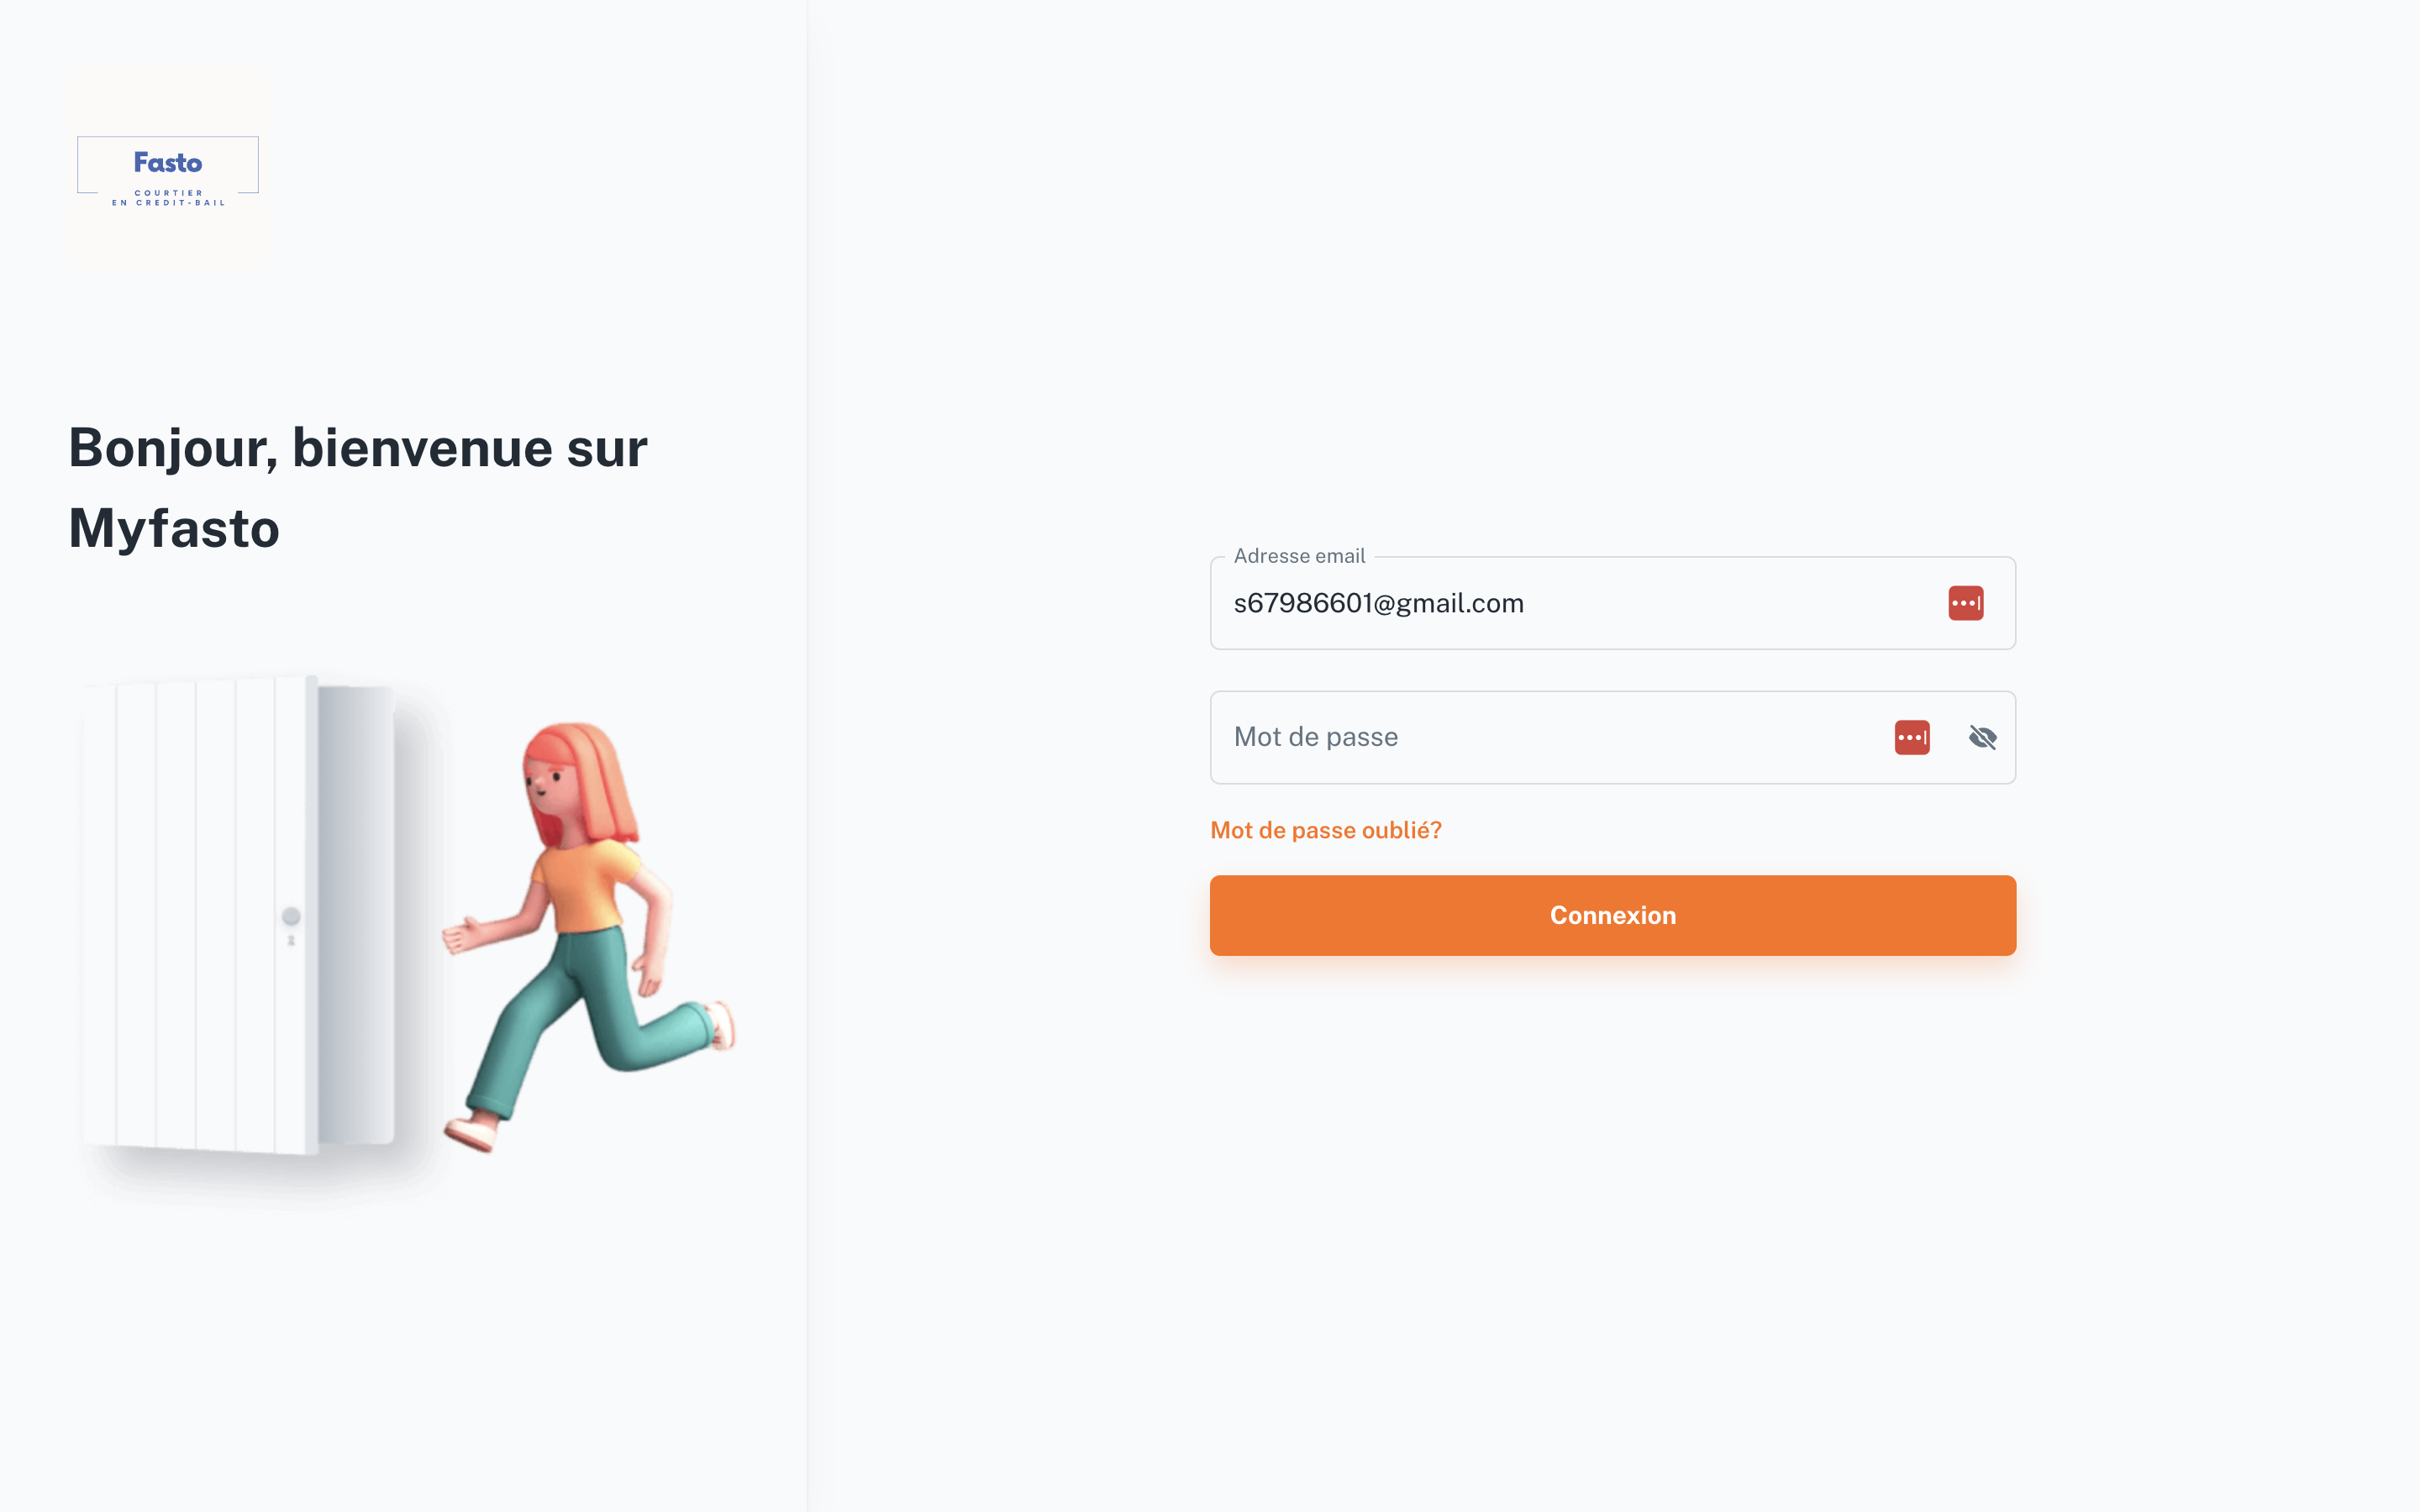 Fasto
COURTIER
EN CREDIT-BAIL
Bonjour, bienvenue sur
Myfasto
Adresse email
s67986601@gmail.com
Mot de passe
Mot de passe oublié?
Connexion